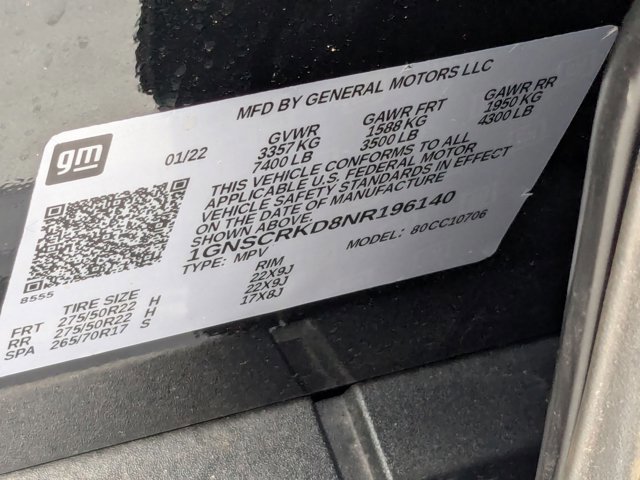 MFD BY GENERAL MOTORS LLC
gm
01/22
GVWR
3357 KG
7400 LB
GAWR FRT
1588 KG
3500 LB
GAWR RR
1950 KG
4300 LB
THIS VEHICLE CONFORMS TO ALL
APPLICABLE U.S. FEDERAL MOTOR
VEHICLE SAFETY STANDARDS IN EFFECT
ON THE DATE OF MANUFACTURE
SHOWN ABOVE.
1GNSCRKD8NR196140
TYPE: MPV
MODEL: 80CC10706
8555
TIRE SIZE
RIM
FRT 275/50R22 H 22X9J
RR 275/50R22 H 22X9J
SPA 265/70R17 S 17X8J